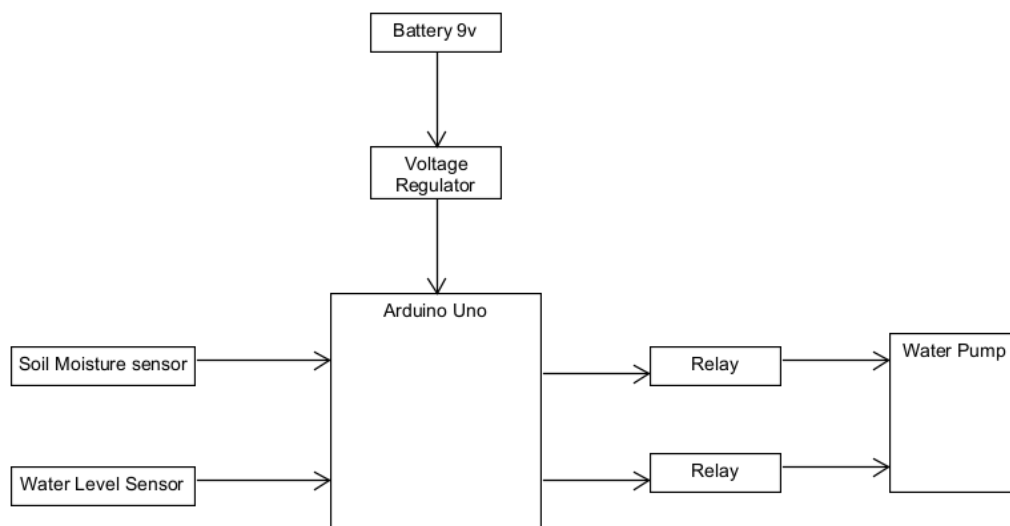 Battery 9v
Voltage
Regulator
Arduino Uno
Soil Moisture sensor
Relay
Water Pump
Water Level Sensor
Relay